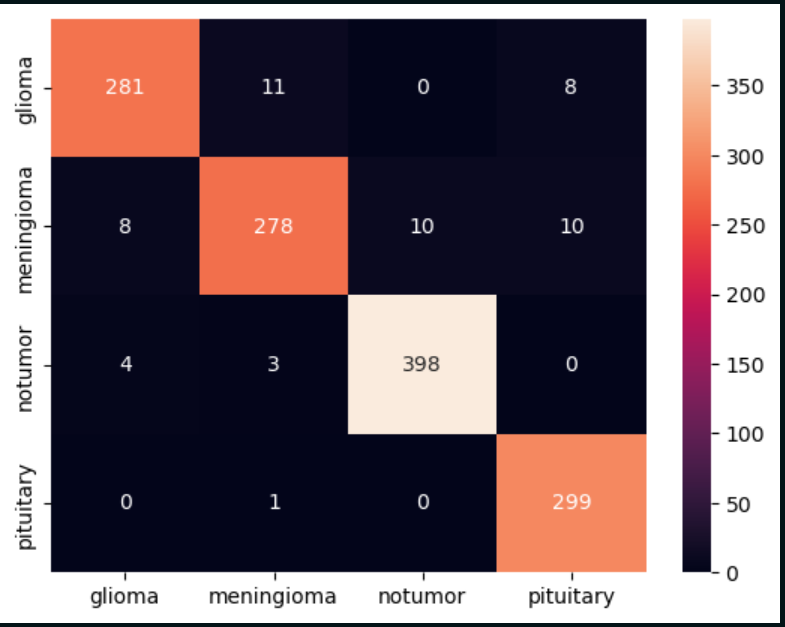 glioma 281 11 0 8
meningioma 8 278 10 10
notumor 4 3 398 0
pituitary 0 1 0 299
glioma meningioma notumor pituitary
350
300
250
200
150
100
50
0